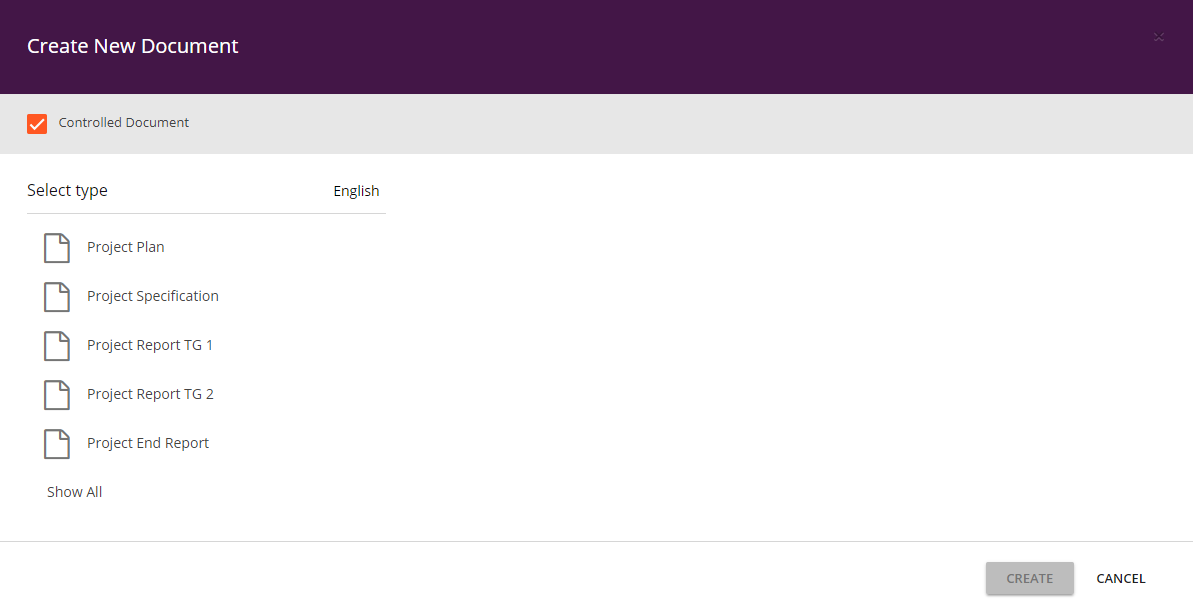 Create New Document
Controlled Document
Select type English
Project Plan
Project Specification
Project Report TG 1
Project Report TG 2
Project End Report
Show All
CREATE CANCEL